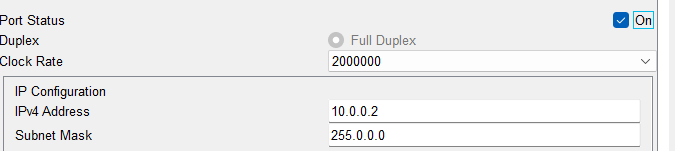 Port Status On
Duplex Full Duplex
Clock Rate 2000000
IP Configuration
IPv4 Address 10.0.0.2
Subnet Mask 255.0.0.0